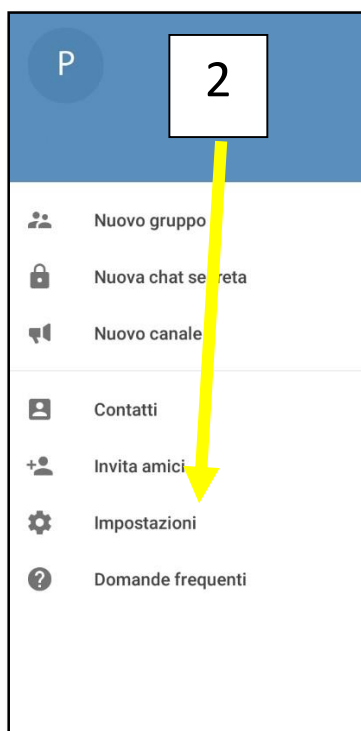 P
2
Nuovo gruppo
Nuova chat segreta
Nuovo canale
Contatti
Invita amici
Impostazioni
Domande frequenti